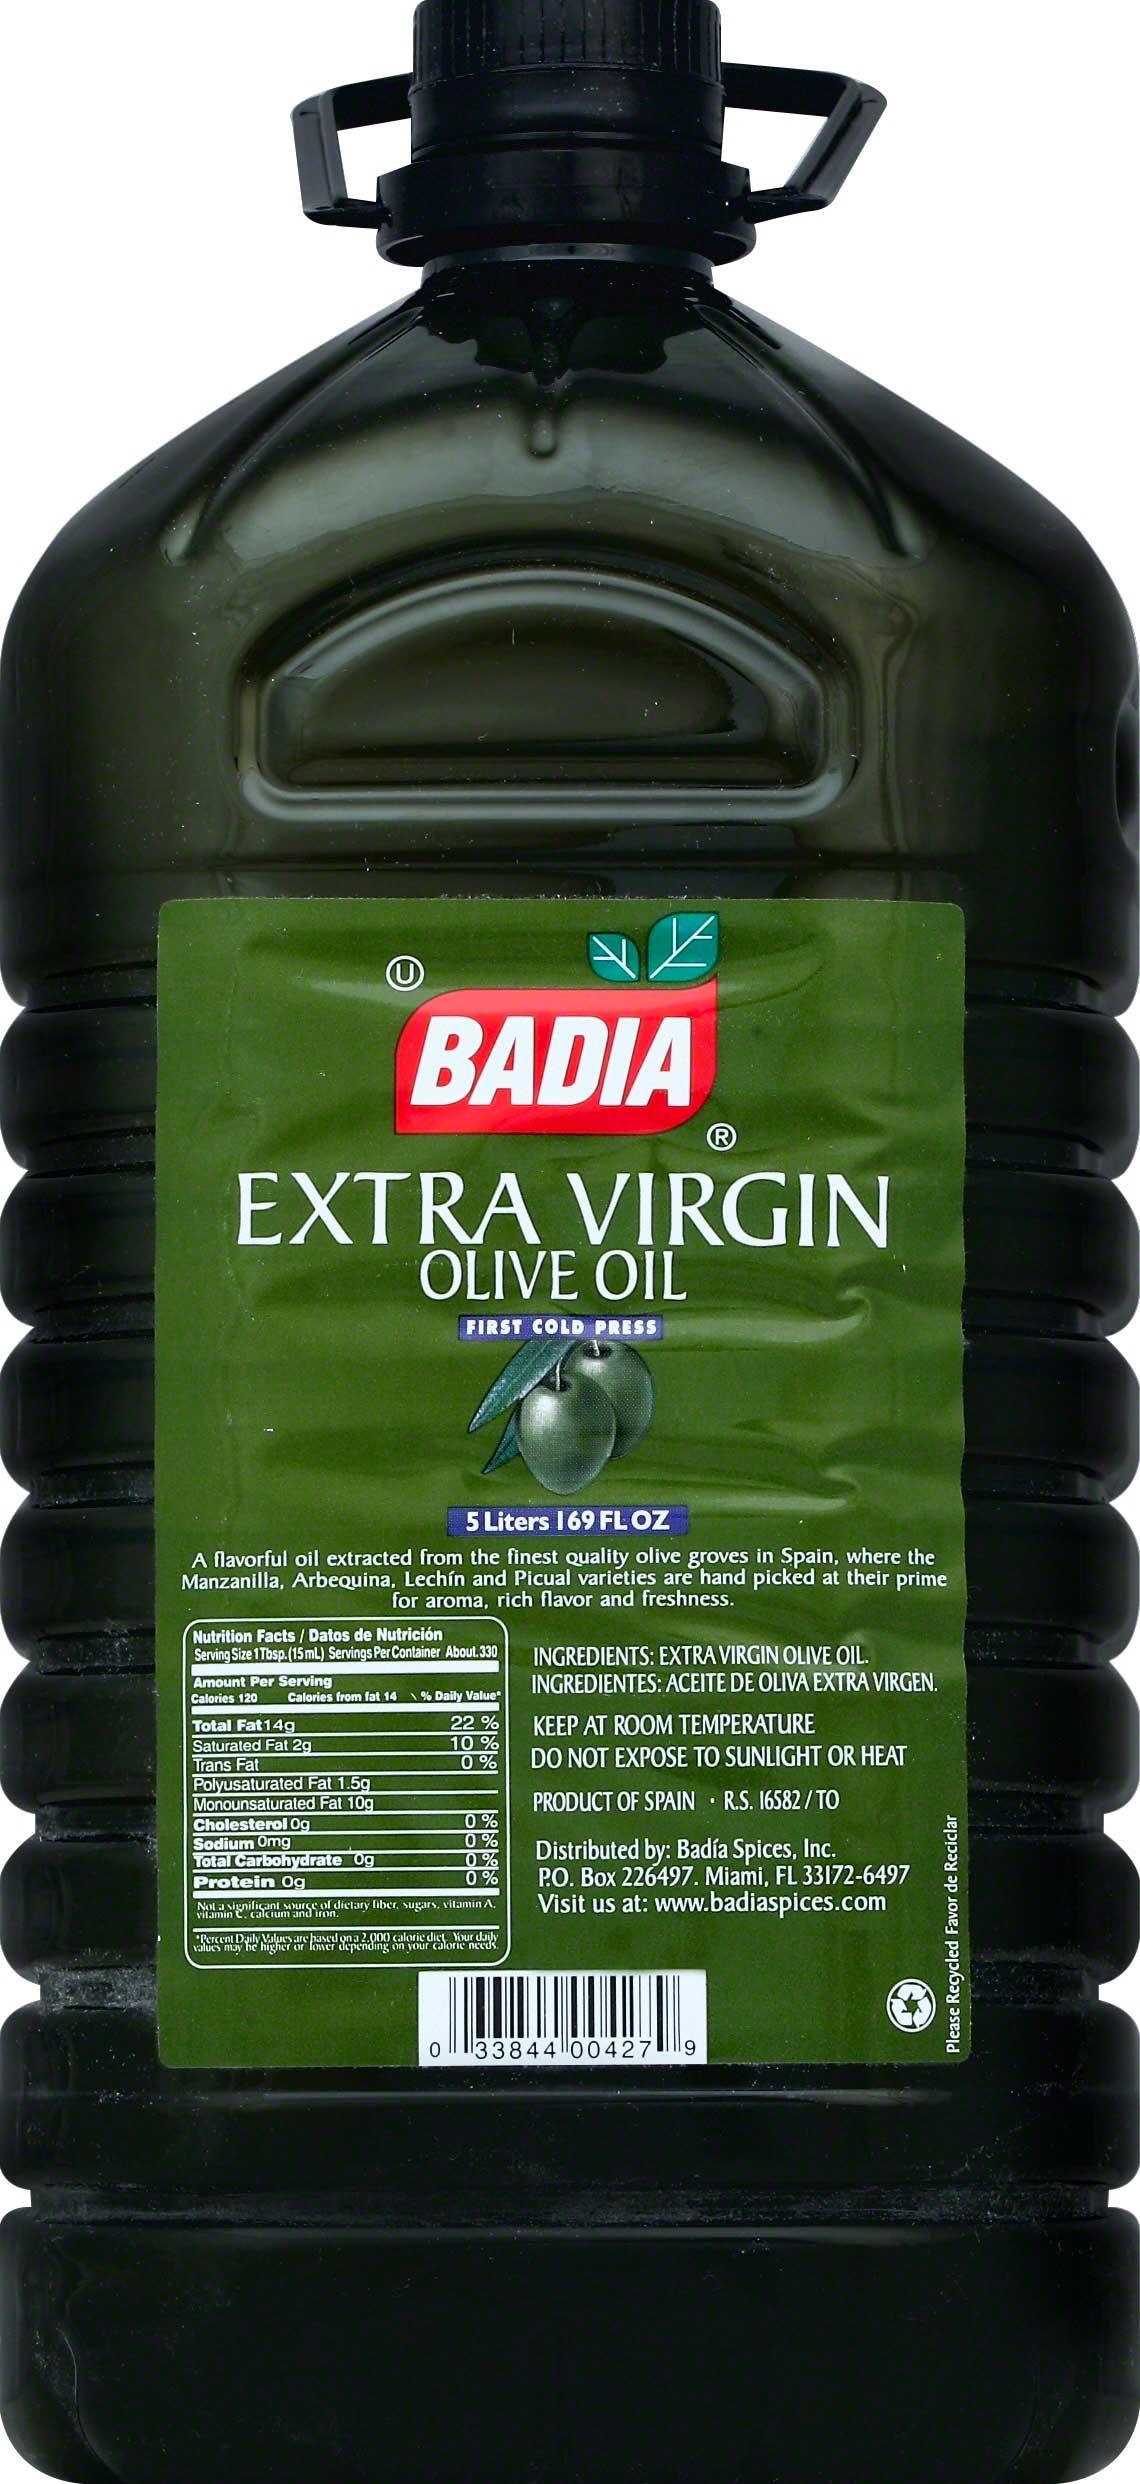 U
BADIA
®
EXTRA VIRGIN
OLIVE OIL
FIRST COLD PRESS
5 Liters 169 FL OZ
A flavorful oil extracted from the finest quality olive groves in Spain, where the
Manzanilla, Arbequina, Lechín and Picual varieties are hand picked at their prime
for aroma, rich flavor and freshness.
Nutrition Facts / Datos de Nutrición
Serving Size 1 Tbsp. (15 mL) Servings Per Container About. 330
Amount Per Serving
Calories 120 Calories from fat 14 \ % Daily Value*
Total Fat 14g 22 %
Saturated Fat 2g 10 %
Trans Fat 0 %
Polyusaturated Fat 1.5g
Monounsaturated Fat 10g
Cholesterol 0g 0 %
Sodium 0mg 0 %
Total Carbohydrate 0g 0 %
Protein 0g 0 %
Not a significant source of dietary fiber, sugars, vitamin A,
vitamin C, calcium and iron.
*Percent Daily Values are based on a 2,000 calorie diet. Your daily
values may be higher or lower depending on your calorie needs.
INGREDIENTS: EXTRA VIRGIN OLIVE OIL.
INGREDIENTES: ACEITE DE OLIVA EXTRA VIRGEN.
KEEP AT ROOM TEMPERATURE
DO NOT EXPOSE TO SUNLIGHT OR HEAT
PRODUCT OF SPAIN · R.S. 16582 / TO
Distributed by: Badía Spices, Inc.
P.O. Box 226497. Miami, FL 33172-6497
Visit us at: www.badiaspices.com
Please Recycled Favor de Reciclar
0 33844 00427 9